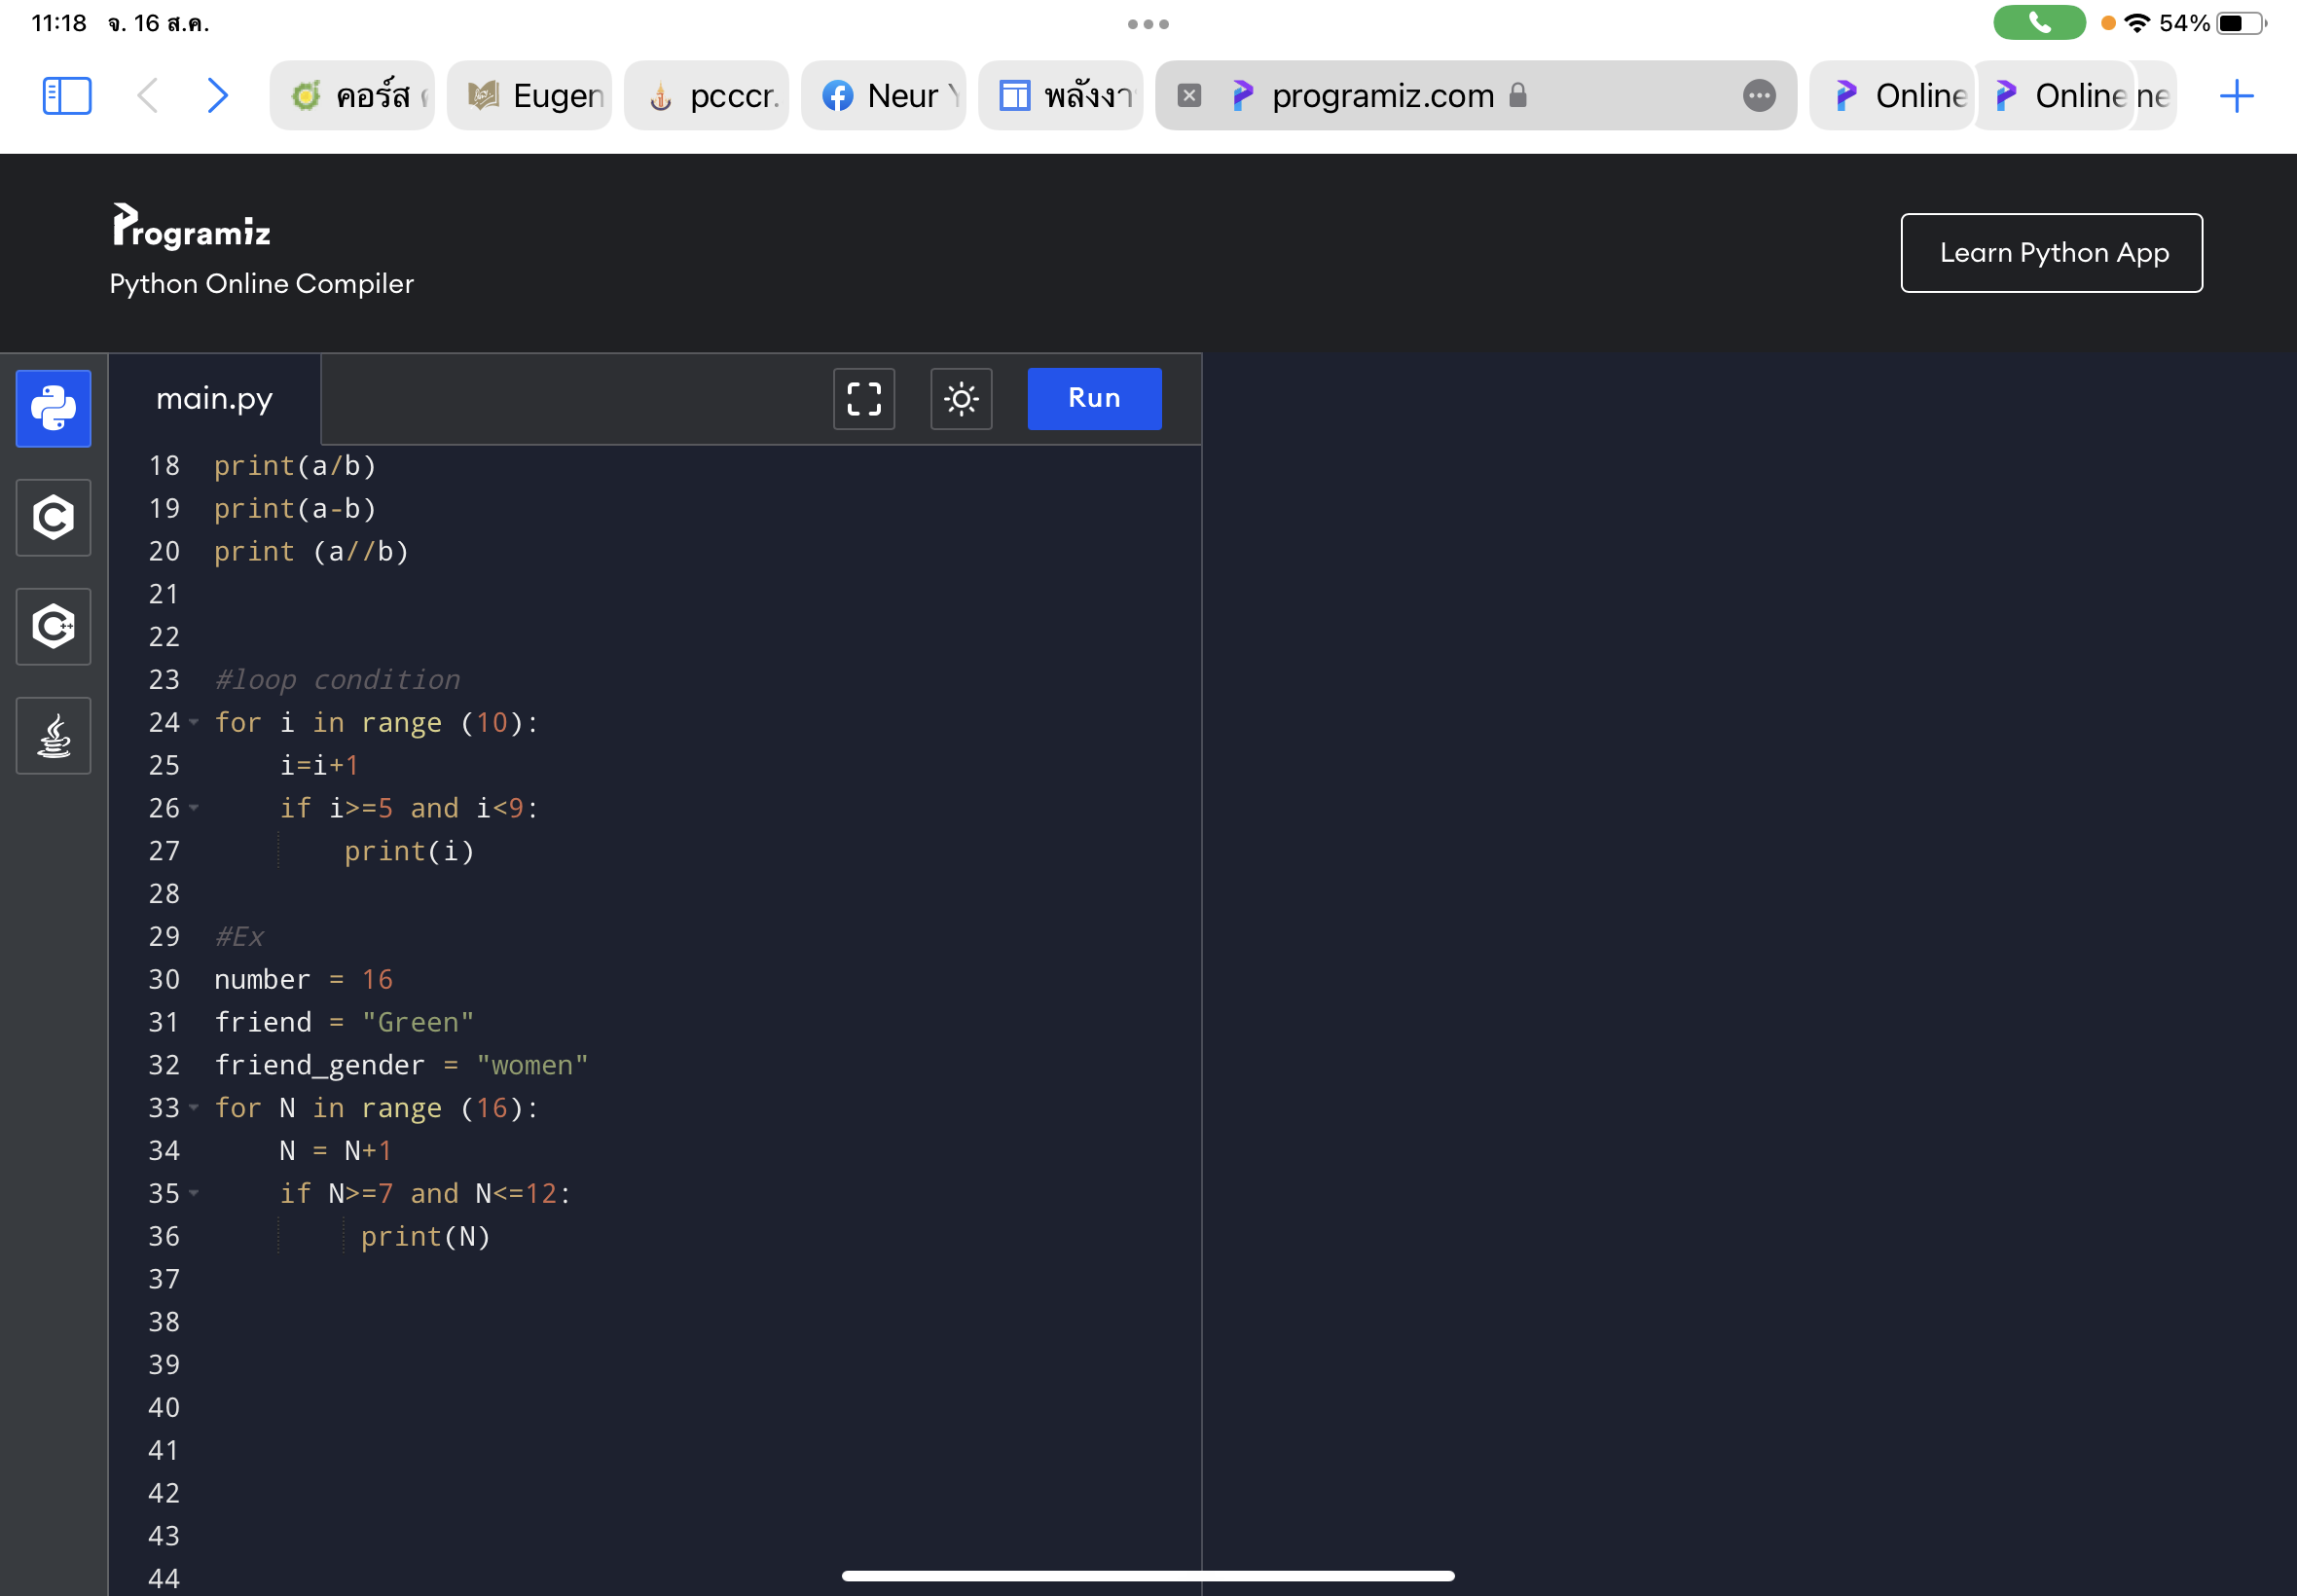 11:18 จ. 16 ส.ค.
54%
คอร์ส
Eugen
pcccr.
Neur
พลังงา
programiz.com
Online
Online
ne
Programiz
Python Online Compiler
Learn Python App
main.py
Run
18 print(a/b)
19 print(a-b)
20 print (a//b)
21
22
23 #loop condition
24 for i in range (10):
25     i=i+1
26     if i>=5 and i<9:
27         print(i)
28
29 #Ex
30 number = 16
31 friend = "Green"
32 friend_gender = "women"
33 for N in range (16):
34     N = N+1
35     if N>=7 and N<=12:
36          print(N)
37
38
39
40
41
42
43
44